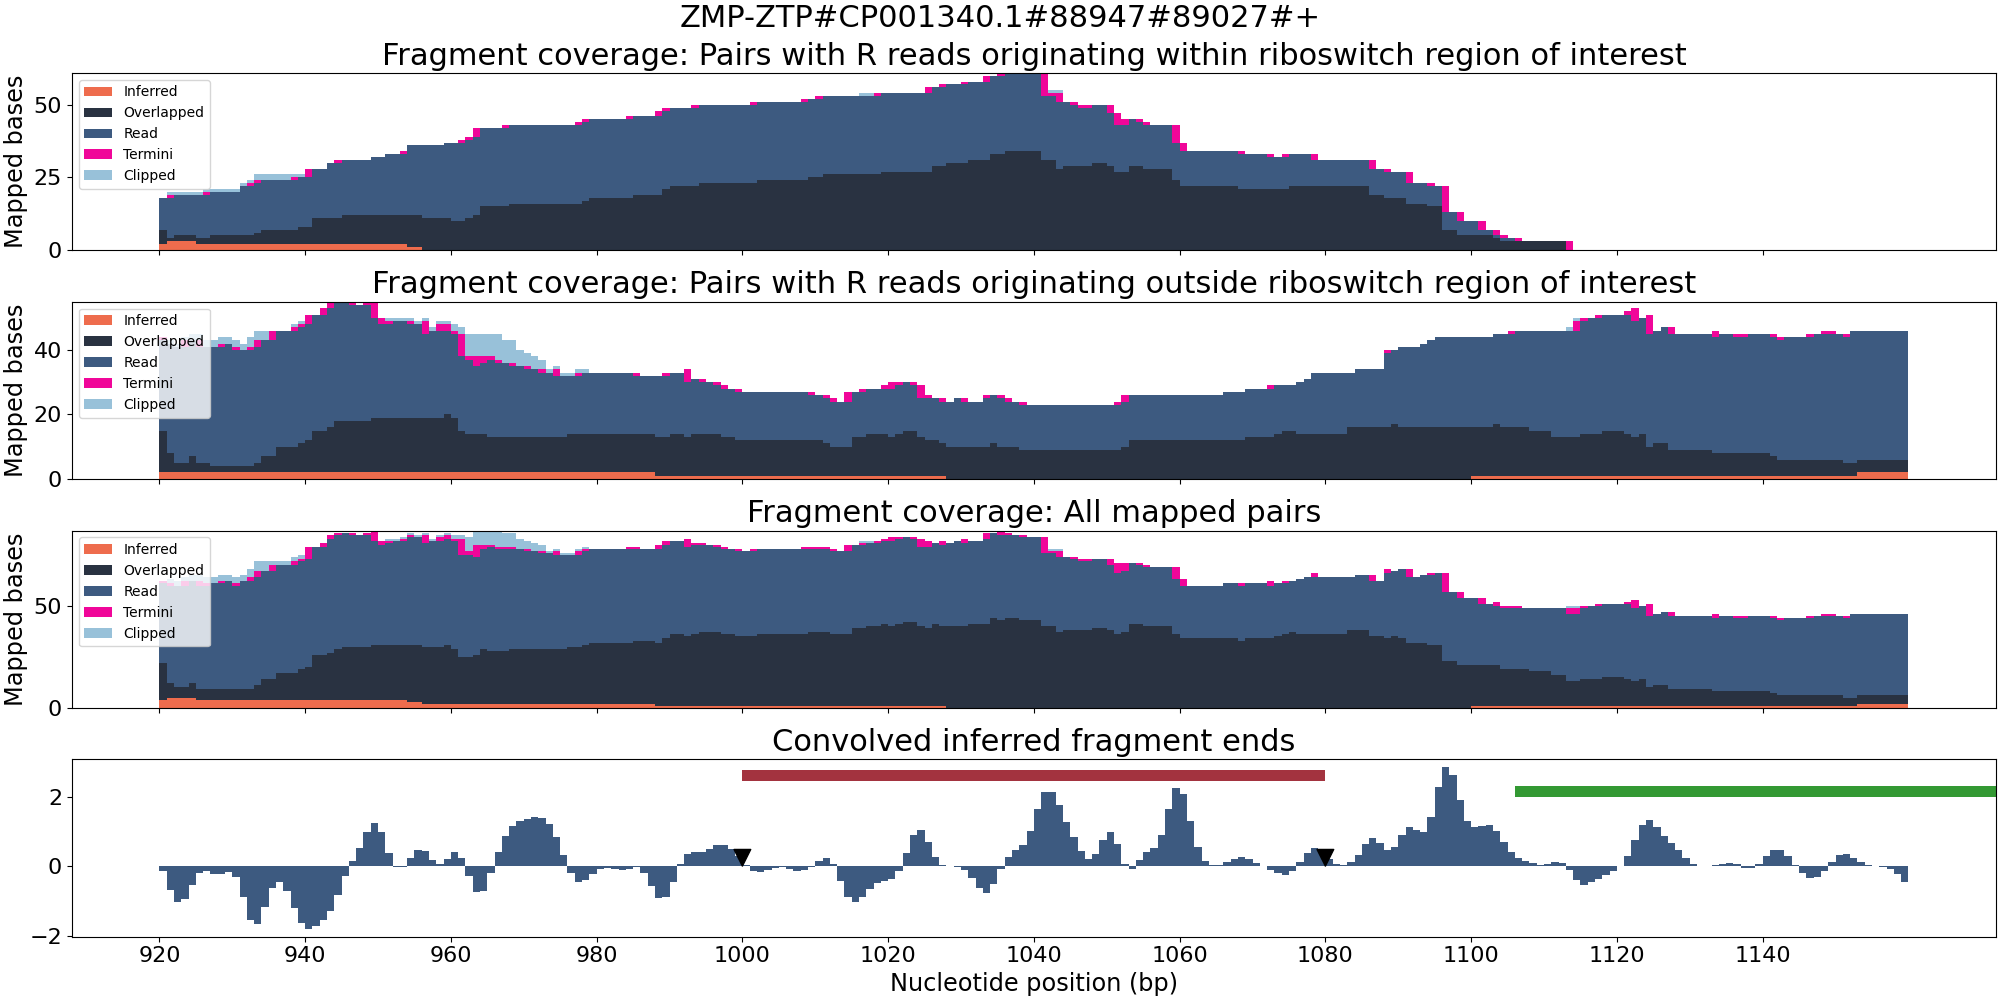 ZMP-ZTP#CP001340.1#88947#89027#+
Fragment coverage: Pairs with R reads originating within riboswitch region of interest
Mapped bases
50
25
0
Inferred
Overlapped
Read
Termini
Clipped
Fragment coverage: Pairs with R reads originating outside riboswitch region of interest
Mapped bases
40
20
0
Inferred
Overlapped
Read
Termini
Clipped
Fragment coverage: All mapped pairs
Mapped bases
50
0
Inferred
Overlapped
Read
Termini
Clipped
Convolved inferred fragment ends
2
0
−2
920 940 960 980 1000 1020 1040 1060 1080 1100 1120 1140
Nucleotide position (bp)